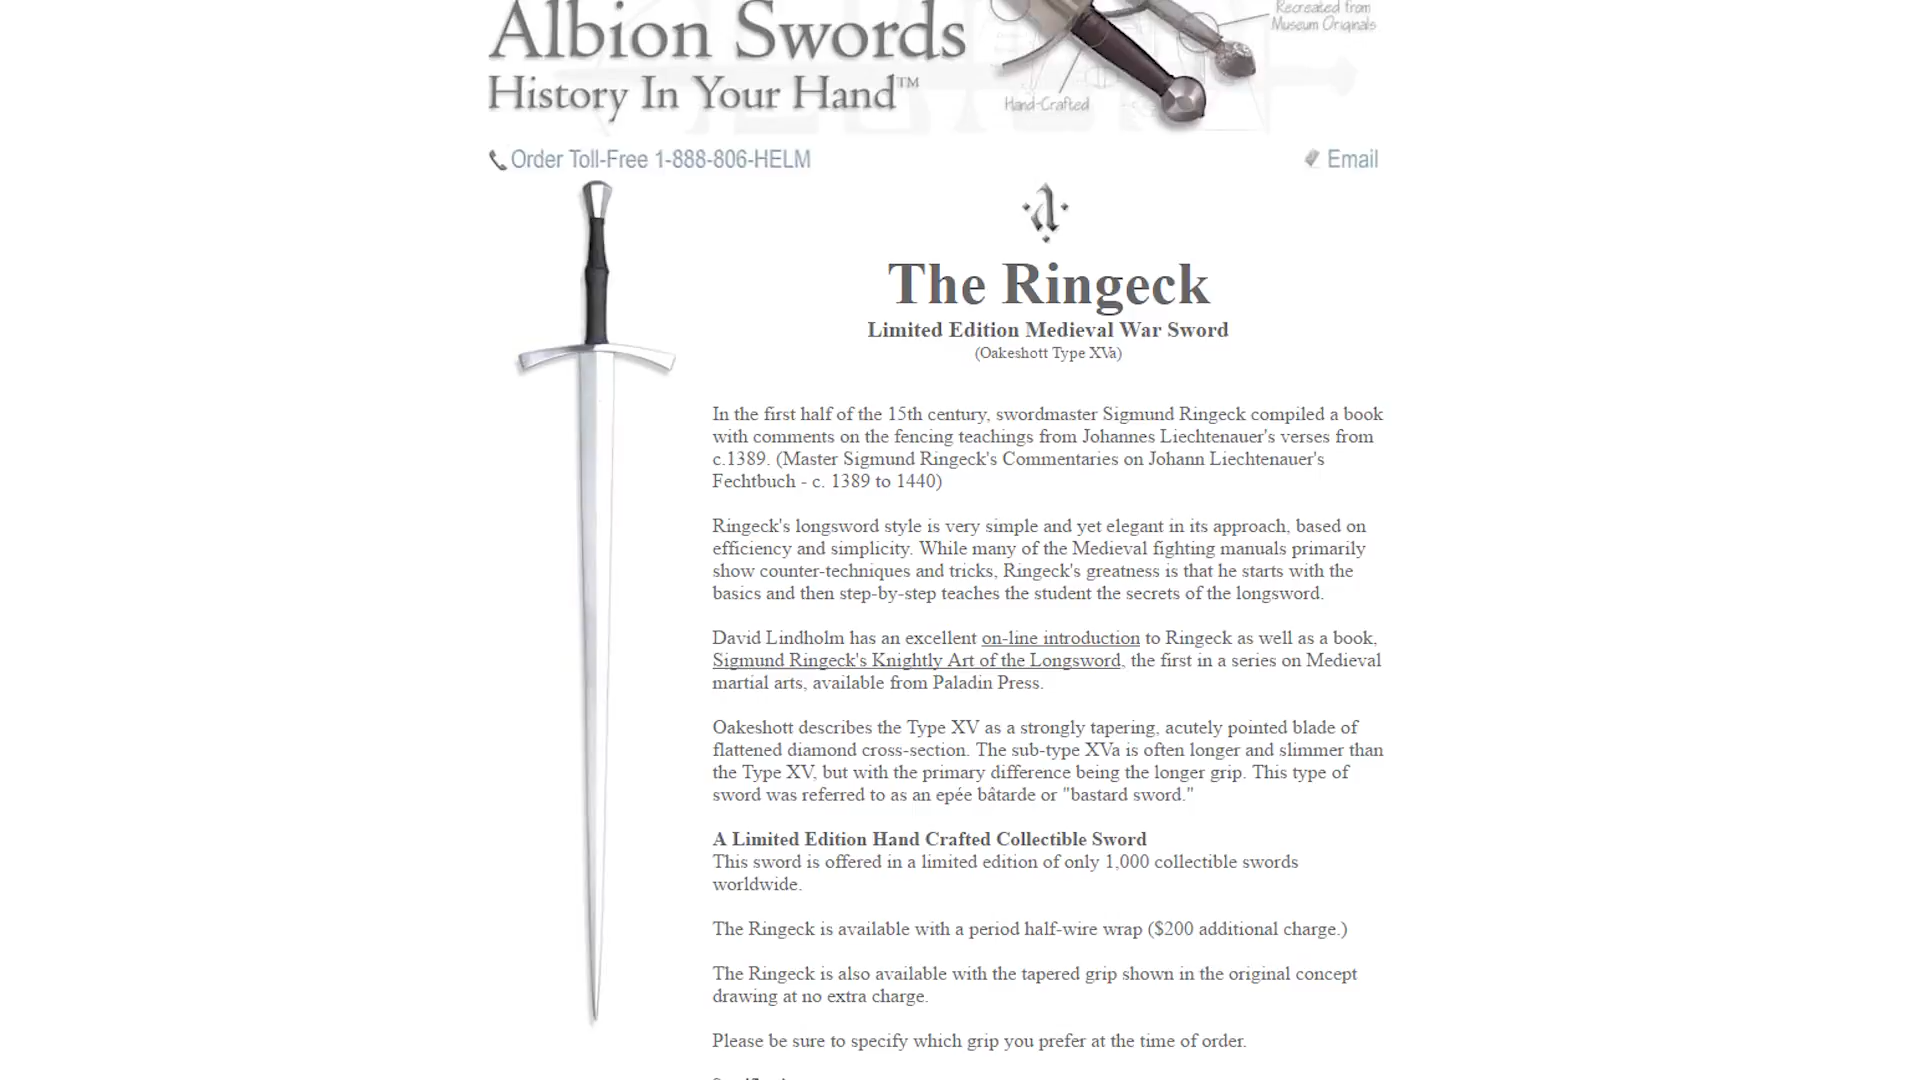 Albion Swords
History In Your Hand™
Recreated from
Museum Originals
Hand-Crafted
Order Toll-Free 1-888-806-HELM
Email
The Ringeck
Limited Edition Medieval War Sword
(Oakeshott Type XVa)
In the first half of the 15th century, swordmaster Sigmund Ringeck compiled a book
with comments on the fencing teachings from Johannes Liechtenauer's verses from
c.1389. (Master Sigmund Ringeck's Commentaries on Johann Liechtenauer's
Fechtbuch - c. 1389 to 1440)
Ringeck's longsword style is very simple and yet elegant in its approach, based on
efficiency and simplicity. While many of the Medieval fighting manuals primarily
show counter-techniques and tricks, Ringeck's greatness is that he starts with the
basics and then step-by-step teaches the student the secrets of the longsword.
David Lindholm has an excellent on-line introduction to Ringeck as well as a book,
Sigmund Ringeck's Knightly Art of the Longsword, the first in a series on Medieval
martial arts, available from Paladin Press.
Oakeshott describes the Type XV as a strongly tapering, acutely pointed blade of
flattened diamond cross-section. The sub-type XVa is often longer and slimmer than
the Type XV, but with the primary difference being the longer grip. This type of
sword was referred to as an epée bâtarde or "bastard sword."
A Limited Edition Hand Crafted Collectible Sword
This sword is offered in a limited edition of only 1,000 collectible swords
worldwide.
The Ringeck is available with a period half-wire wrap ($200 additional charge.)
The Ringeck is also available with the tapered grip shown in the original concept
drawing at no extra charge.
Please be sure to specify which grip you prefer at the time of order.